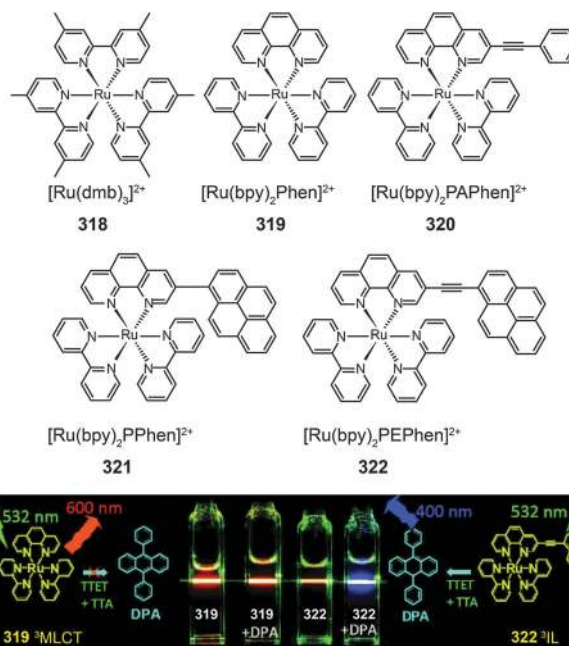 [Ru(dmb)₃]²⁺ [Ru(bpy)₂Phen]²⁺ [Ru(bpy)₂PAPhen]²⁺
318 319 320
[Ru(bpy)₂PPhen]²⁺ [Ru(bpy)₂PEPhen]²⁺
321 322
532 nm 600 nm 400 nm 532 nm
TTET + TTA DPA 319 319 +DPA 322 322 +DPA DPA TTET + TTA
319 ³MLCT 322 ³IL